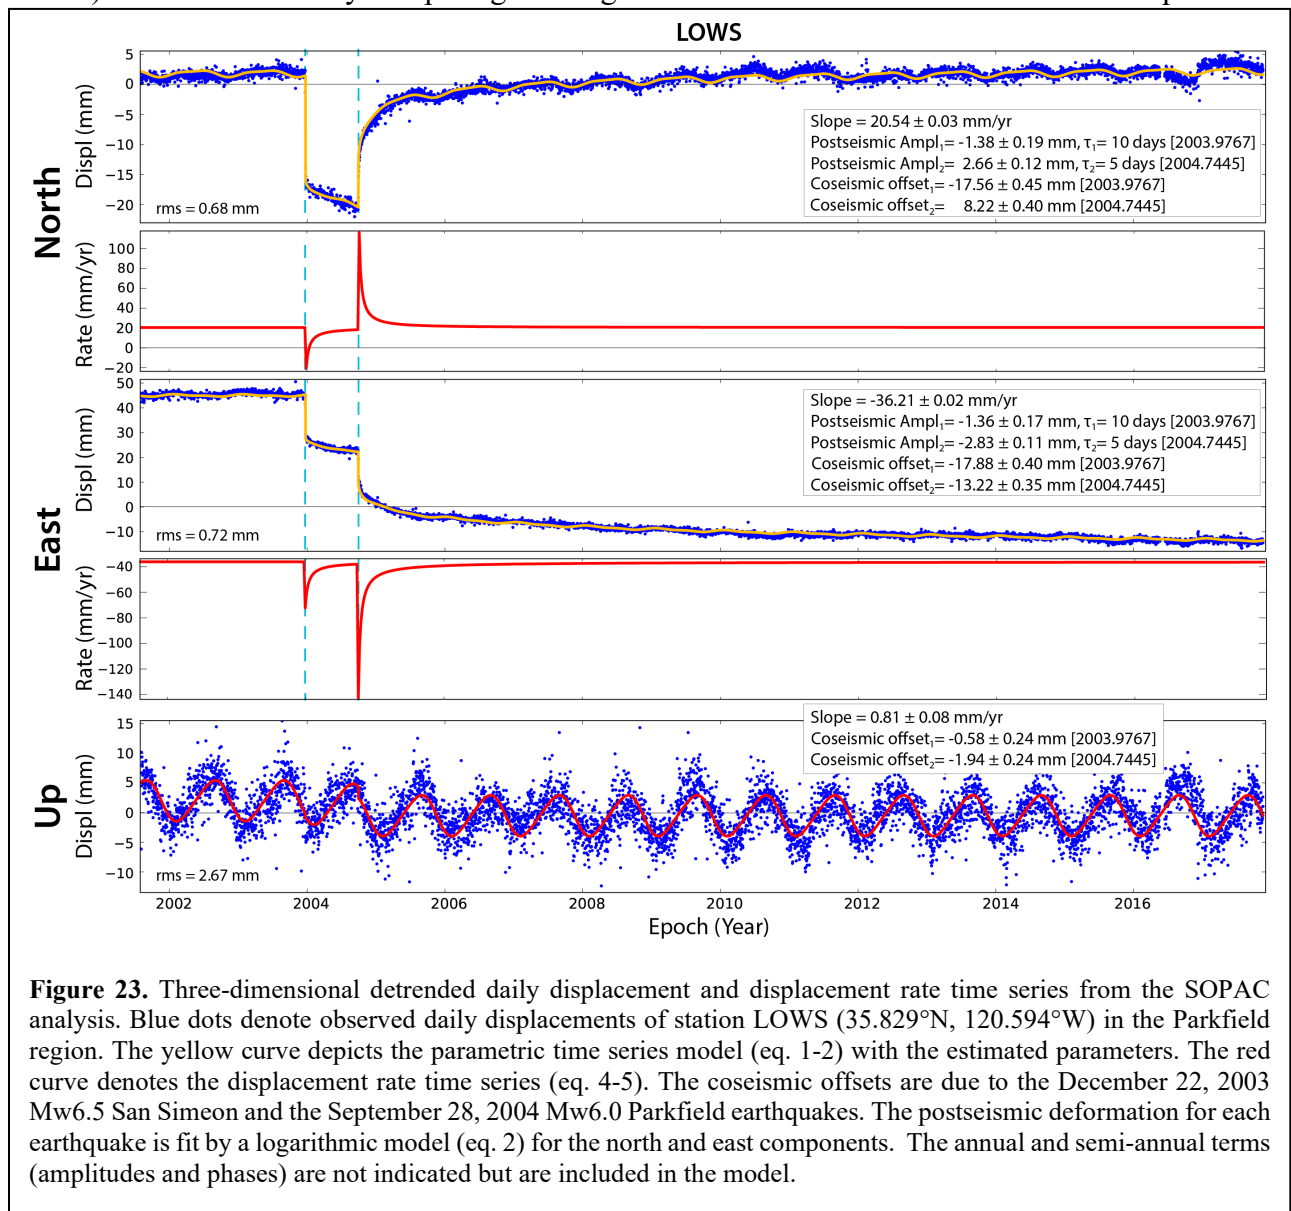 LOWS
North
Displ (mm)
5
0
−5
−10
−15
−20
rms = 0.68 mm
Slope = 20.54 ± 0.03 mm/yr
Postseismic Ampl₁= -1.38 ± 0.19 mm, τ₁= 10 days [2003.9767]
Postseismic Ampl₂= 2.66 ± 0.12 mm, τ₂= 5 days [2004.7445]
Coseismic offset₁= -17.56 ± 0.45 mm [2003.9767]
Coseismic offset₂= 8.22 ± 0.40 mm [2004.7445]
Rate (mm/yr)
100
80
60
40
20
0
−20
East
Displ (mm)
50
40
30
20
10
0
−10
rms = 0.72 mm
Slope = -36.21 ± 0.02 mm/yr
Postseismic Ampl₁= -1.36 ± 0.17 mm, τ₁= 10 days [2003.9767]
Postseismic Ampl₂= -2.83 ± 0.11 mm, τ₂= 5 days [2004.7445]
Coseismic offset₁= -17.88 ± 0.40 mm [2003.9767]
Coseismic offset₂= -13.22 ± 0.35 mm [2004.7445]
Rate (mm/yr)
−40
−60
−80
−100
−120
−140
Up
Displ (mm)
15
10
5
0
−5
−10
rms = 2.67 mm
Slope = 0.81 ± 0.08 mm/yr
Coseismic offset₁= -0.58 ± 0.24 mm [2003.9767]
Coseismic offset₂= -1.94 ± 0.24 mm [2004.7445]
2002 2004 2006 2008 2010 2012 2014 2016
Epoch (Year)
Figure 23. Three-dimensional detrended daily displacement and displacement rate time series from the SOPAC
analysis. Blue dots denote observed daily displacements of station LOWS (35.829°N, 120.594°W) in the Parkfield
region. The yellow curve depicts the parametric time series model (eq. 1-2) with the estimated parameters. The red
curve denotes the displacement rate time series (eq. 4-5). The coseismic offsets are due to the December 22, 2003
Mw6.5 San Simeon and the September 28, 2004 Mw6.0 Parkfield earthquakes. The postseismic deformation for each
earthquake is fit by a logarithmic model (eq. 2) for the north and east components. The annual and semi-annual terms
(amplitudes and phases) are not indicated but are included in the model.